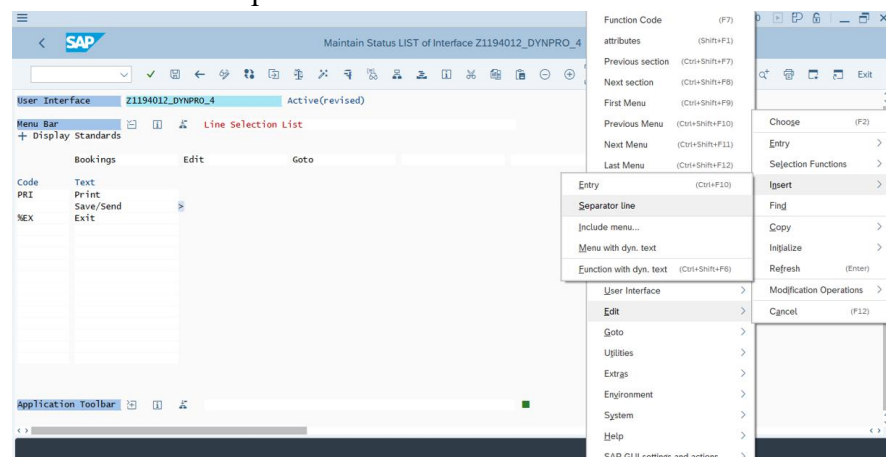 SAP
Maintain Status LIST of Interface Z1194012_DYNPRO_4
Exit
User Interface Z1194012_DYNPRO_4 Active(revised)
Menu Bar Line Selection List
+ Display Standards
Bookings Edit Goto
Code Text
PRI Print
Save/Send >
%EX Exit
Application Toolbar
Function Code (F7)
attributes (Shift+F1)
Previous section (Ctrl+Shift+F7)
Next section (Ctrl+Shift+F8)
First Menu (Ctrl+Shift+F9)
Previous Menu (Ctrl+Shift+F10)
Next Menu (Ctrl+Shift+F11)
Last Menu (Ctrl+Shift+F12)
User Interface >
Edit >
Goto >
Utilities >
Extras >
Environment >
System >
Help >
SAP GUI settings and actions >
Choose (F2)
Entry >
Selection Functions >
Insert >
Find
Copy >
Initialize >
Refresh (Enter)
Modification Operations >
Cancel (F12)
Entry (Ctrl+F10)
Separator line
Include menu...
Menu with dyn. text
Function with dyn. text (Ctrl+Shift+F6)